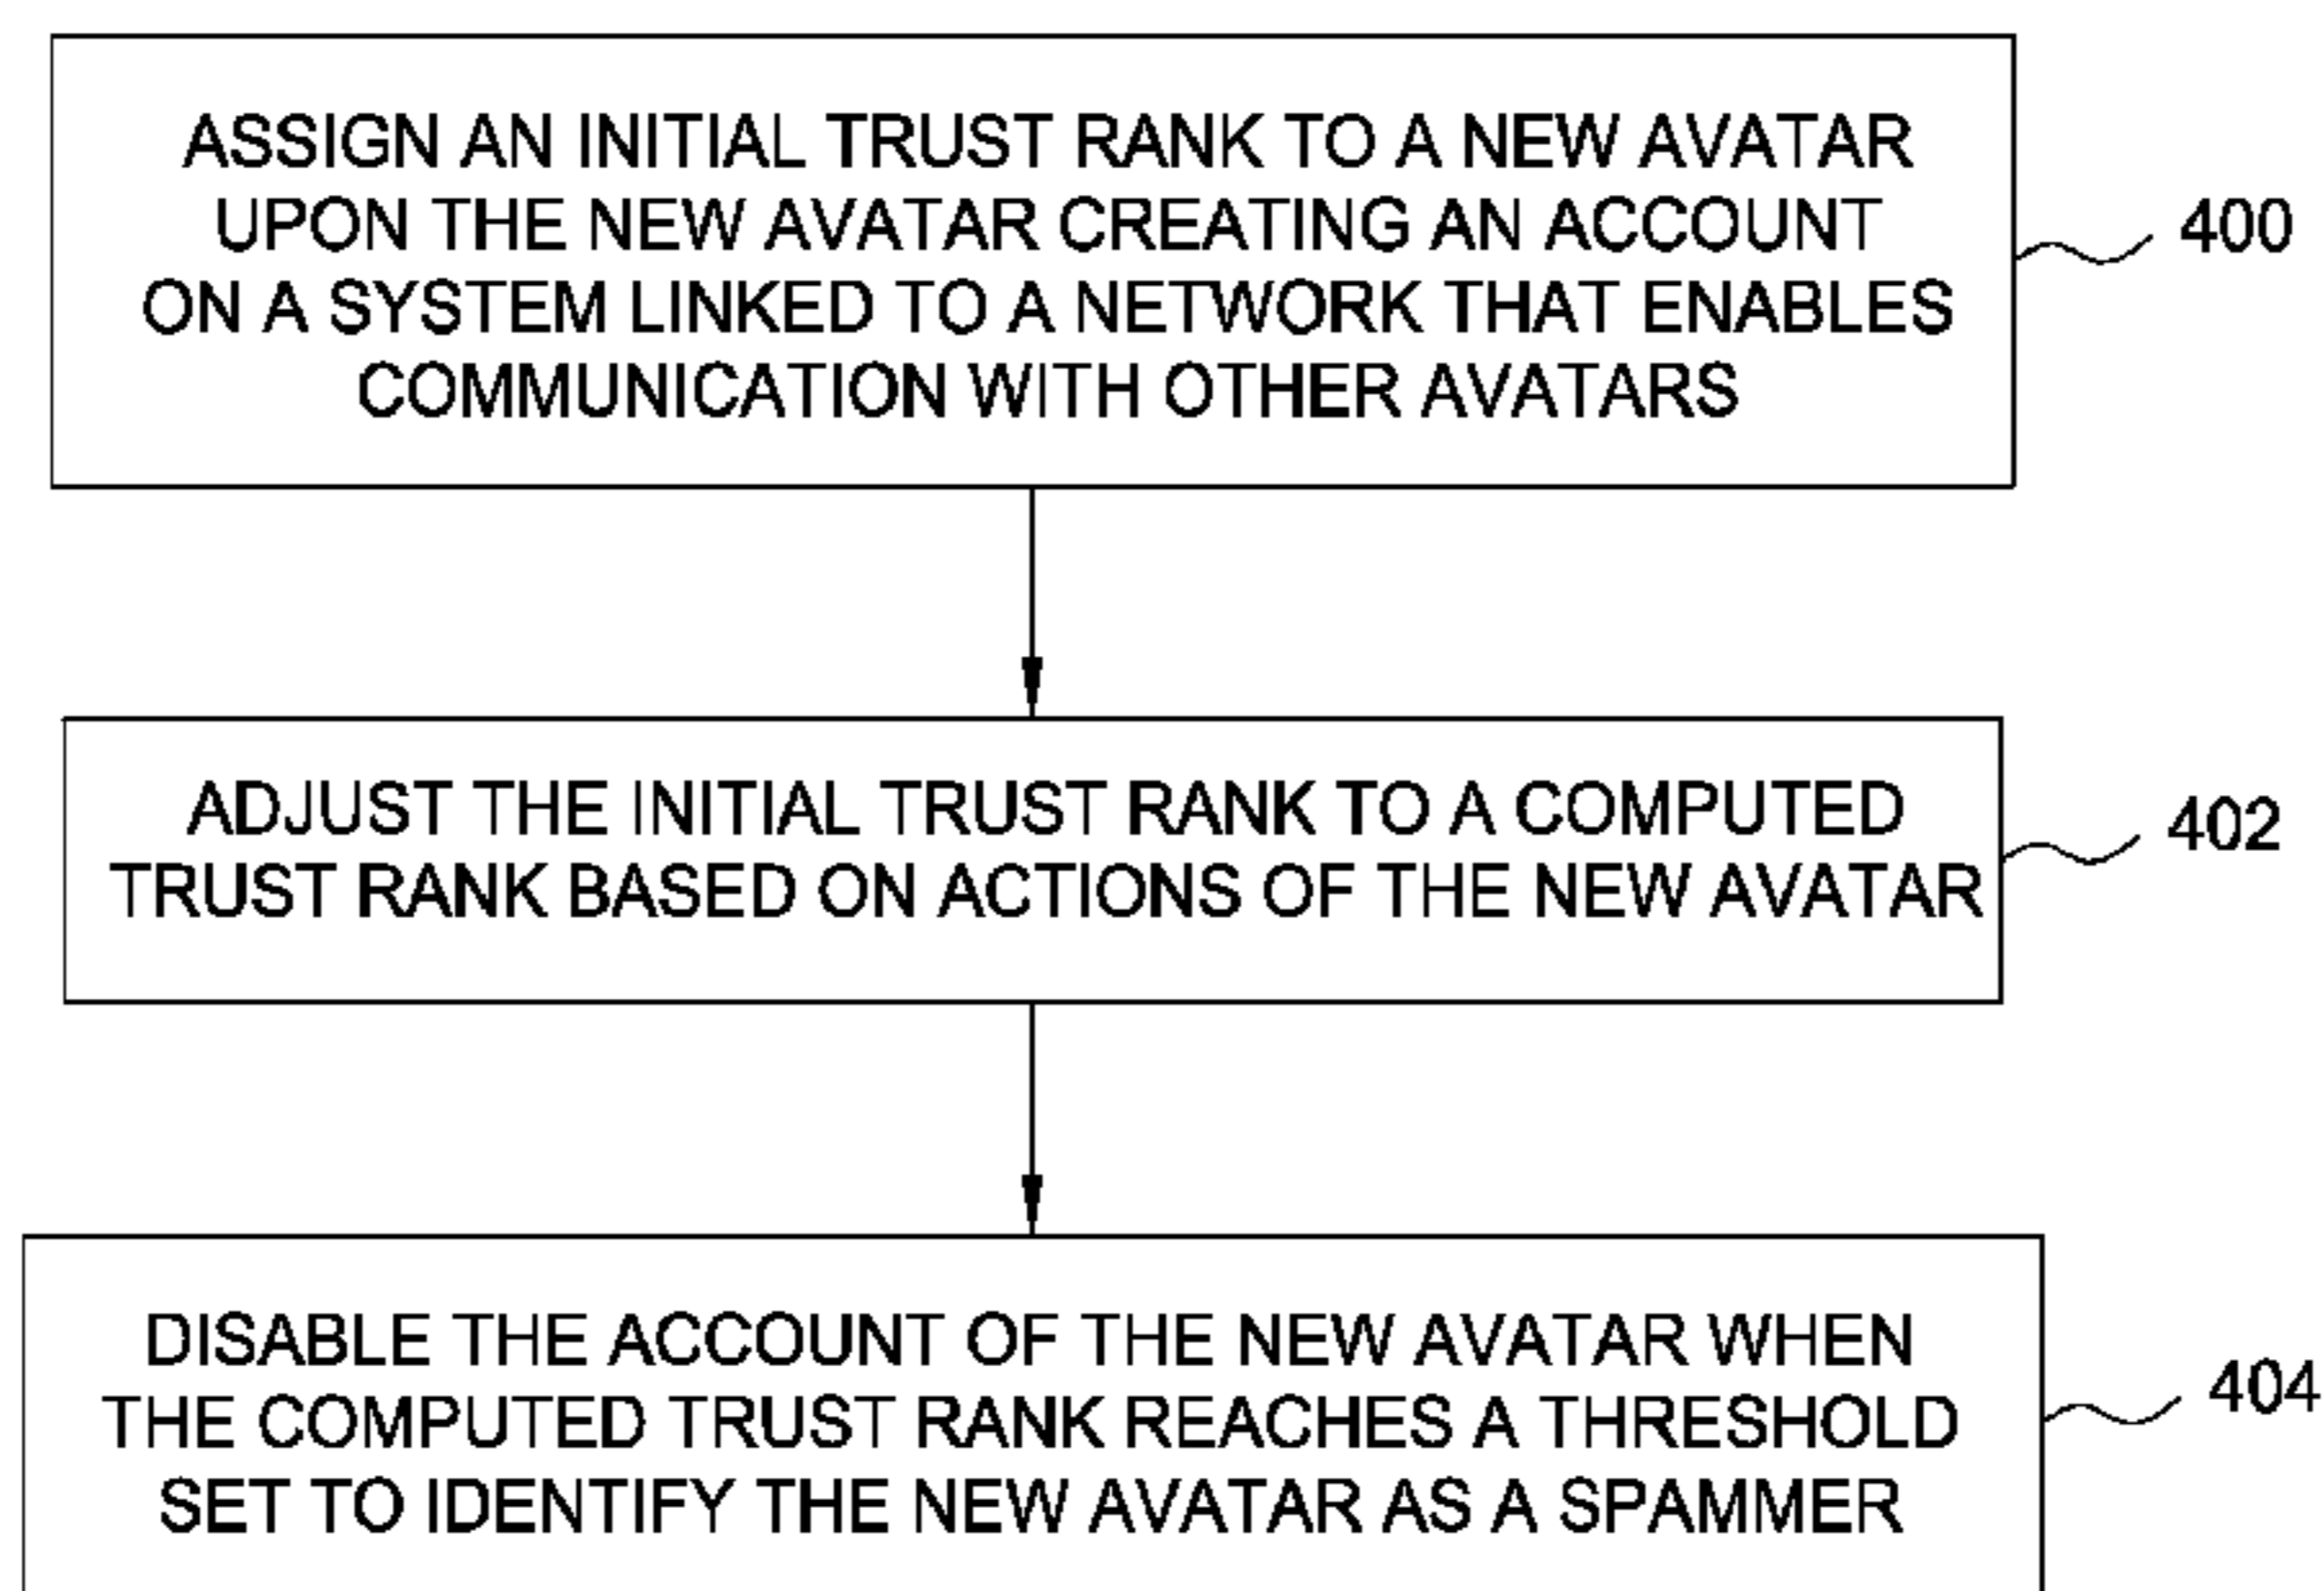 ASSIGN AN INITIAL TRUST RANK TO A NEW AVATAR
UPON THE NEW AVATAR CREATING AN ACCOUNT
ON A SYSTEM LINKED TO A NETWORK THAT ENABLES
COMMUNICATION WITH OTHER AVATARS
400
ADJUST THE INITIAL TRUST RANK TO A COMPUTED
TRUST RANK BASED ON ACTIONS OF THE NEW AVATAR
402
DISABLE THE ACCOUNT OF THE NEW AVATAR WHEN
THE COMPUTED TRUST RANK REACHES A THRESHOLD
SET TO IDENTIFY THE NEW AVATAR AS A SPAMMER
404